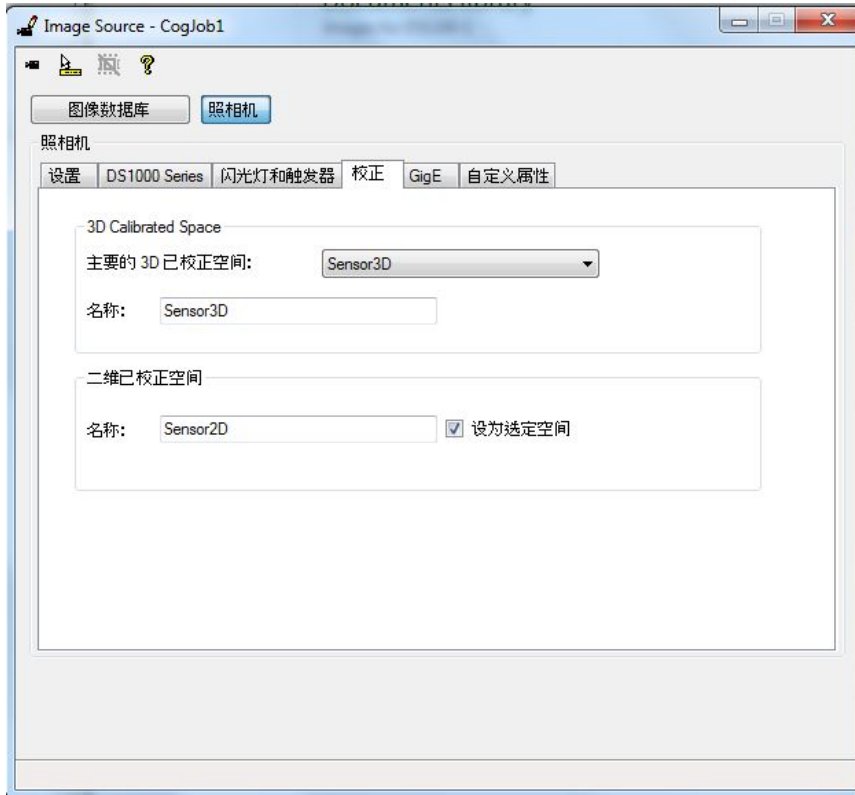 Image Source - CogJob1
图像数据库 照相机
照相机
设置 DS1000 Series 闪光灯和触发器 校正 GigE 自定义属性
3D Calibrated Space
主要的 3D 已校正空间: Sensor3D
名称: Sensor3D
二维已校正空间
名称: Sensor2D 设为选定空间